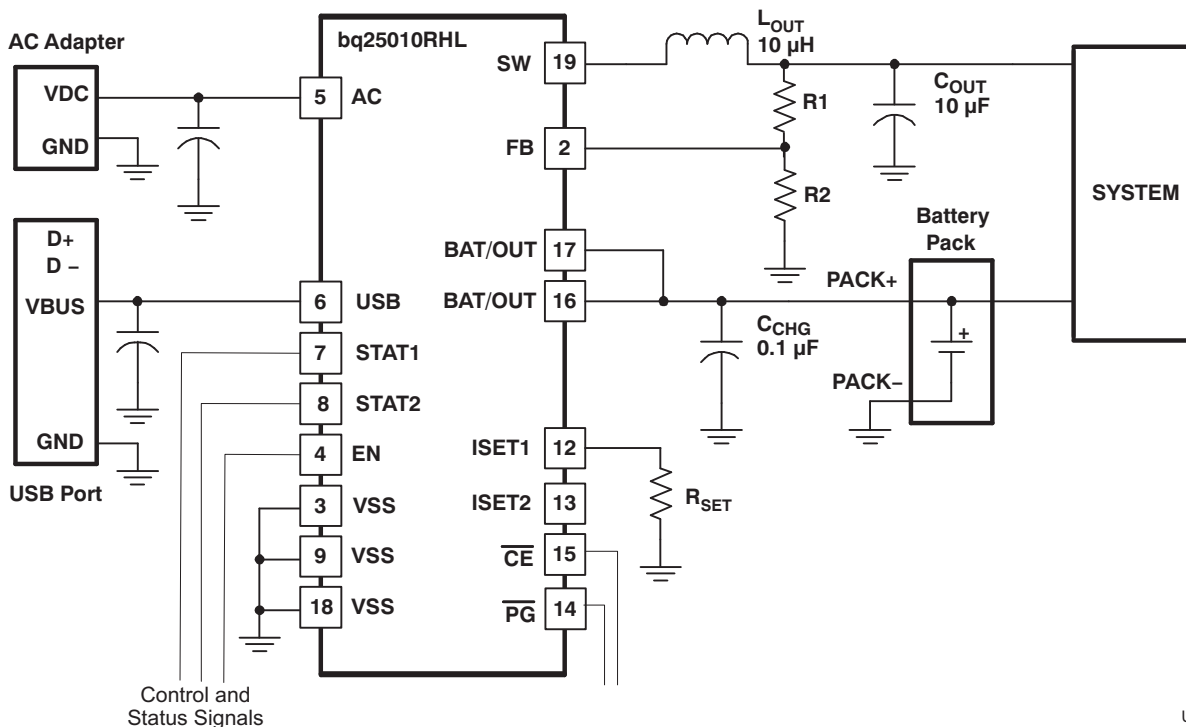 AC Adapter
VDC
GND
D+
D –
VBUS
GND
USB Port
bq25010RHL
5 AC
6 USB
7 STAT1
8 STAT2
4 EN
3 VSS
9 VSS
18 VSS
SW 19
FB 2
BAT/OUT 17
BAT/OUT 16
ISET1 12
ISET2 13
CE 15
PG 14
LOUT
10 µH
R1
R2
COUT
10 µF
CCHG
0.1 µF
RSET
Battery
Pack
PACK+
+
PACK–
SYSTEM
Control and
Status Signals
U